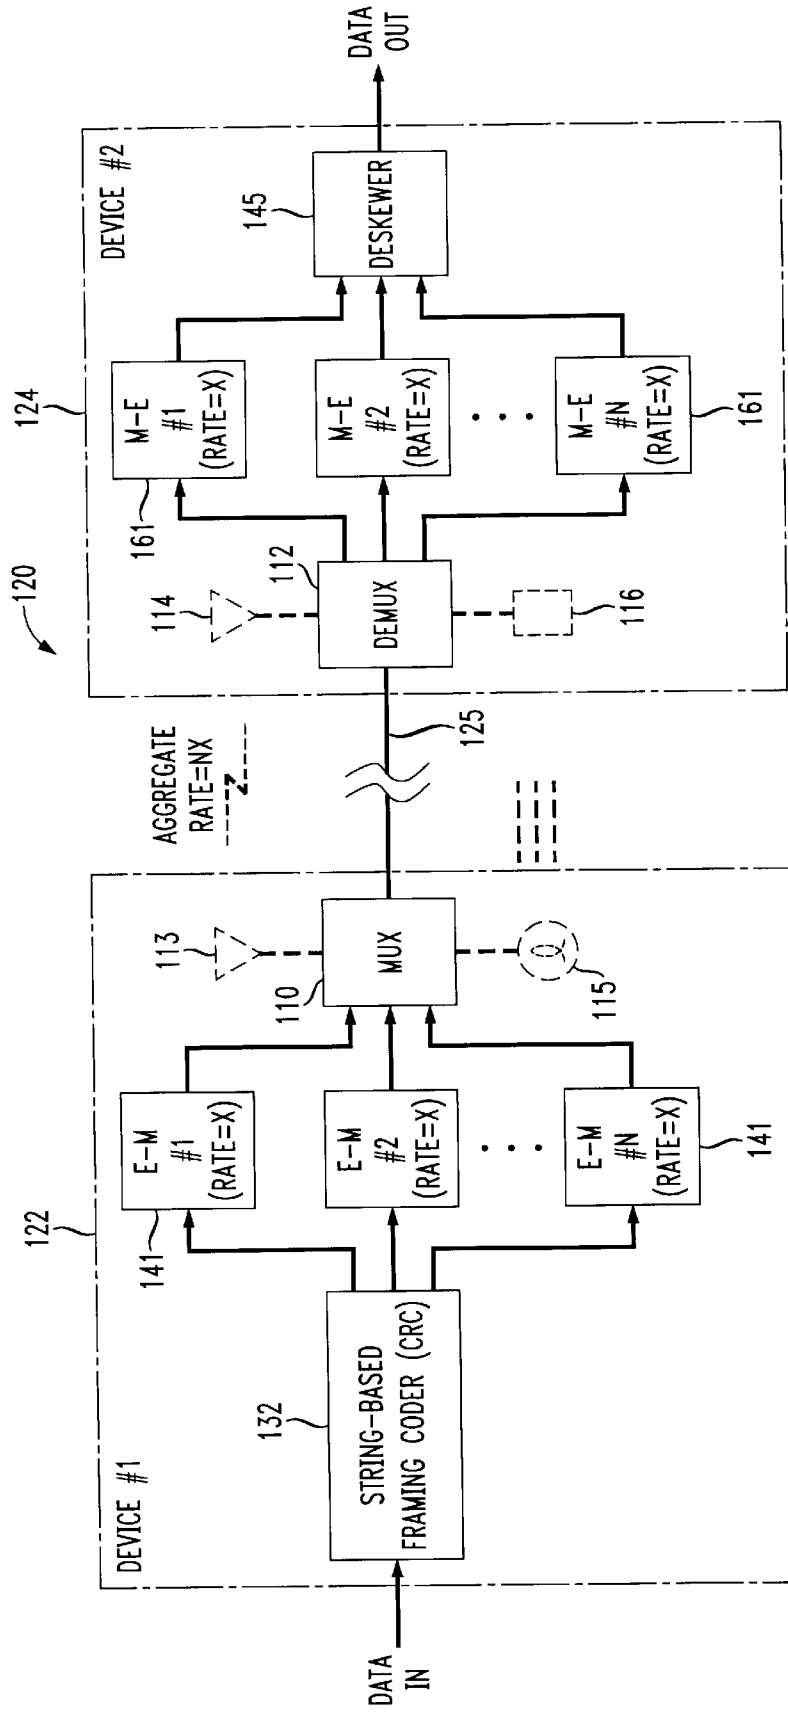 120
DEVICE #1
122
DATA
IN
132
STRING-BASED
FRAMING CODER (CRC)
141
E-M
#1
(RATE=X)
E-M
#2
(RATE=X)
E-M
#N
(RATE=X)
141
113
110
MUX
115
AGGREGATE
RATE=NX
125
DEVICE #2
124
114
112
DEMUX
116
161
M-E
#1
(RATE=X)
M-E
#2
(RATE=X)
M-E
#N
(RATE=X)
161
145
DESKEWER
DATA
OUT